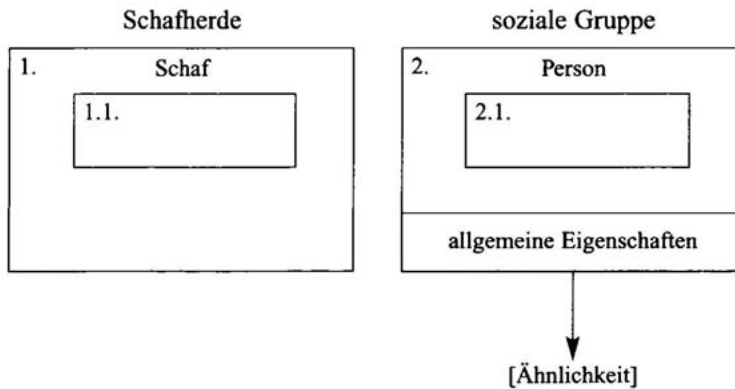 Schafherde
soziale Gruppe
1.
Schaf
1.1.
2.
Person
2.1.
allgemeine Eigenschaften
[Ähnlichkeit]